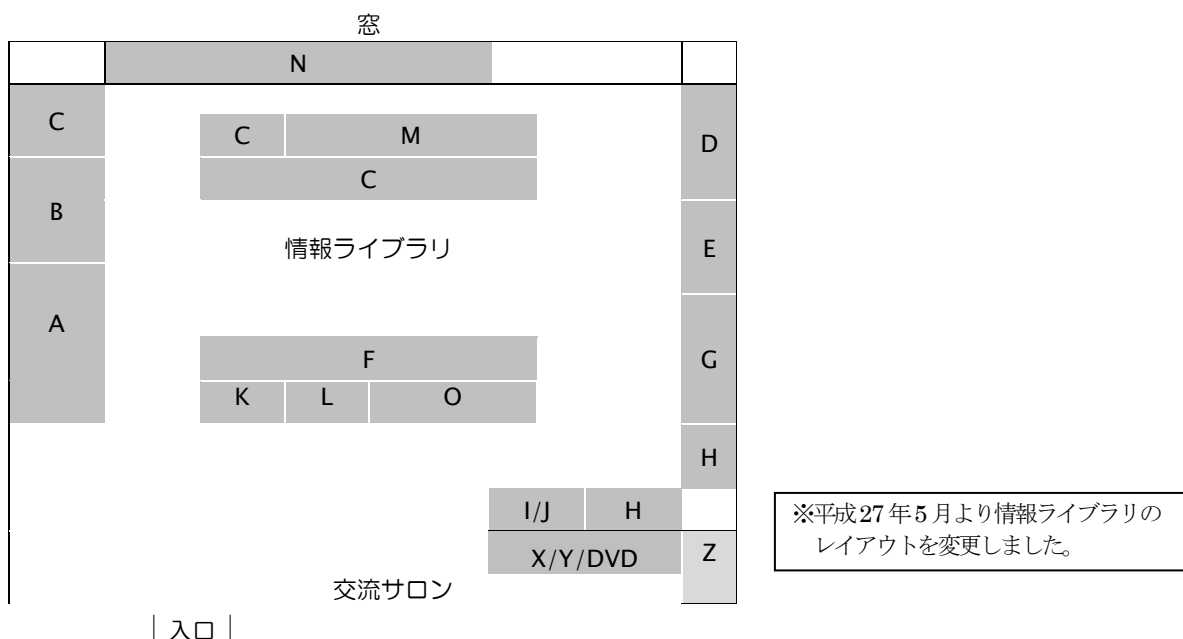 窓
N
C
C M
D
C
B
情報ライブラリ
E
A
F
G
K L O
H
I/J H
※平成27年5月より情報ライブラリの
レイアウトを変更しました。
X/Y/DVD
Z
交流サロン
入口